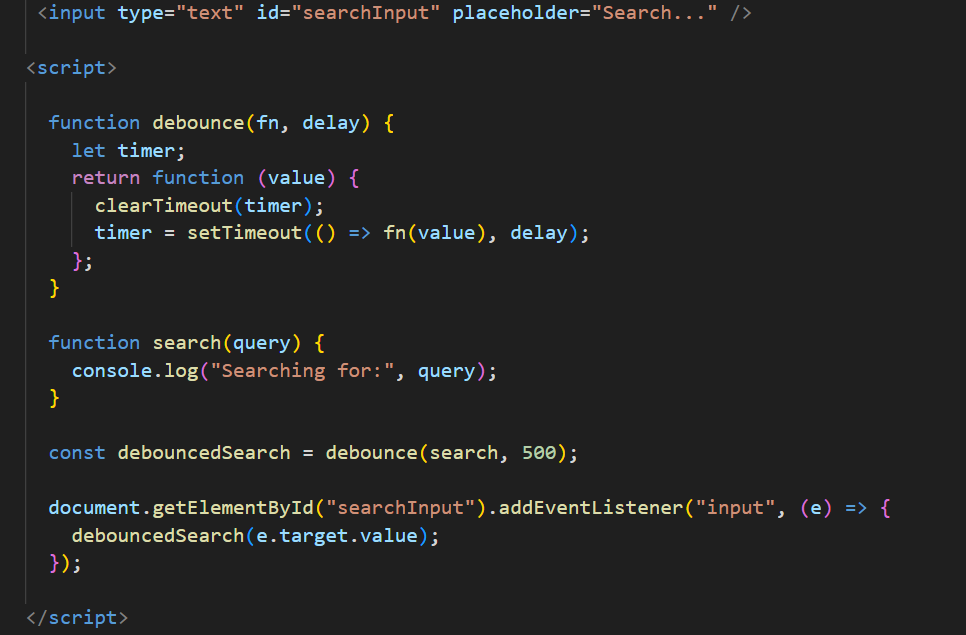 <input type="text" id="searchInput" placeholder="Search..." />
<script>
function debounce(fn, delay) {
let timer;
return function (value) {
clearTimeout(timer);
timer = setTimeout(() => fn(value), delay);
};
}
function search(query) {
console.log("Searching for:", query);
}
const debouncedSearch = debounce(search, 500);
document.getElementById("searchInput").addEventListener("input", (e) => {
debouncedSearch(e.target.value);
});
</script>